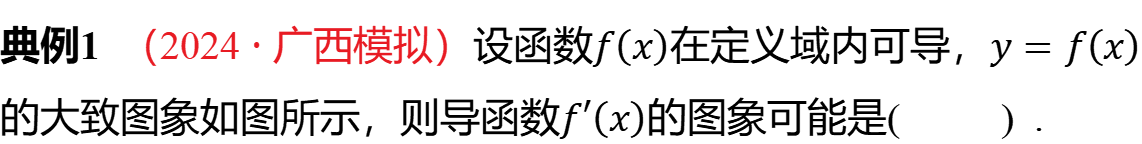 典例1 (2024·广西模拟) 设函数f(x)在定义域内可导，y = f(x)
的大致图象如图所示，则导函数f′(x)的图象可能是( ) .